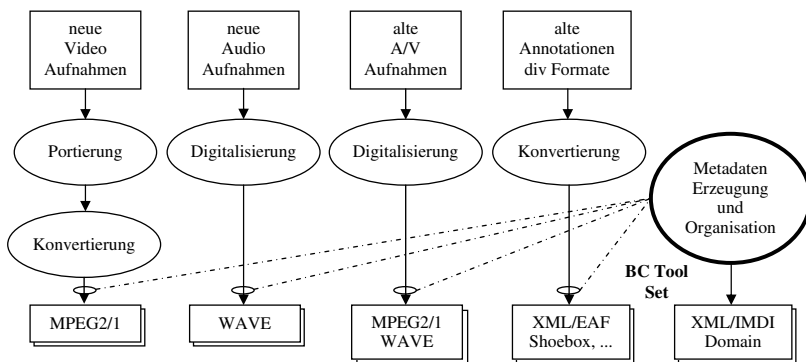 neue
Video
Aufnahmen
neue
Audio
Aufnahmen
alte
A/V
Aufnahmen
alte
Annotationen
div Formate
Portierung
Digitalisierung
Digitalisierung
Konvertierung
Metadaten
Erzeugung
und
Organisation
Konvertierung
BC Tool
Set
MPEG2/1
WAVE
MPEG2/1
WAVE
XML/EAF
Shoebox, ...
XML/IMDI
Domain